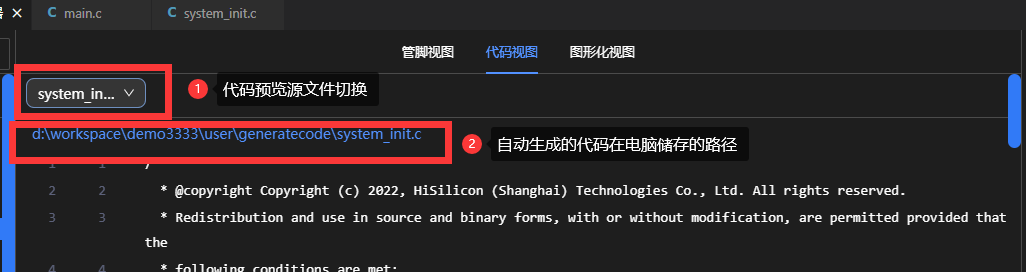 器 × C main.c C system_init.c
管脚视图 代码视图 图形化视图
system_in... 1 代码预览源文件切换
d:\workspace\demo3333\user\generatecode\system_init.c 2 自动生成的代码在电脑储存的路径
1 1 /
2 2 * @copyright Copyright (c) 2022, HiSilicon (Shanghai) Technologies Co., Ltd. All rights reserved.
3 3 * Redistribution and use in source and binary forms, with or without modification, are permitted provided that
the
4 4 * following conditions are met: